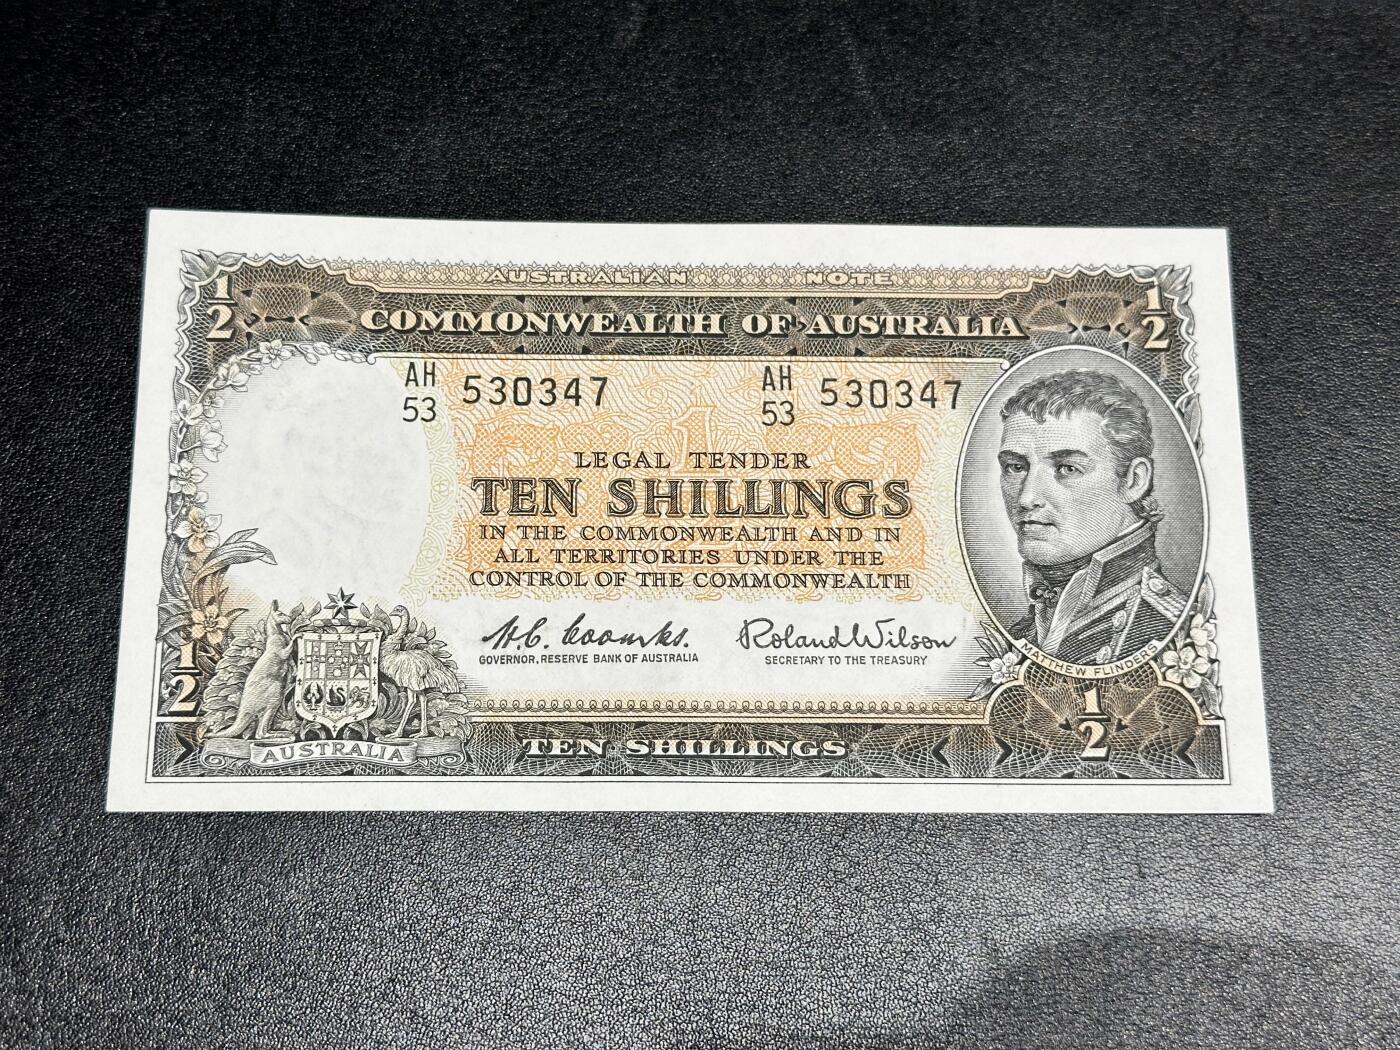 AUSTRALIAN NOTE
1/2 1/2
COMMONWEALTH OF AUSTRALIA
AH 53 530347 AH 53 530347
1
LEGAL TENDER
TEN SHILLINGS
IN THE COMMONWEALTH AND IN
ALL TERRITORIES UNDER THE
CONTROL OF THE COMMONWEALTH
H.C. Coombs. Roland Wilson
GOVERNOR, RESERVE BANK OF AUSTRALIA SECRETARY TO THE TREASURY
MATTHEW FLINDERS
1/2 1/2
AUSTRALIA TEN SHILLINGS